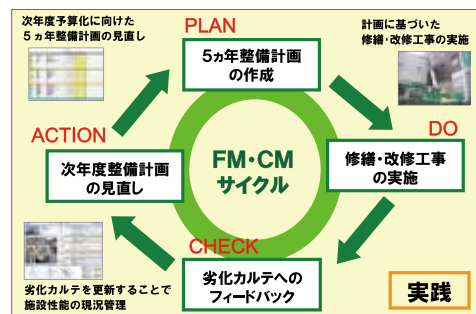 次年度予算化に向けた
5ヵ年整備計画の見直し
PLAN
5ヵ年整備計画
の作成
計画に基づいた
修繕・改修工事の実施
DO
修繕・改修工事
の実施
ACTION
次年度整備計画
の見直し
FM・CM
サイクル
CHECK
劣化カルテへの
フィードバック
劣化カルテを更新することで
施設性能の現況管理
実践